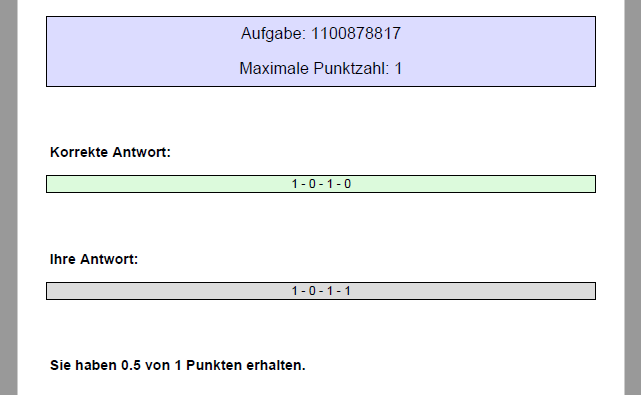 Aufgabe: 1100878817
Maximale Punktzahl: 1
Korrekte Antwort:
1 - 0 - 1 - 0
Ihre Antwort:
1 - 0 - 1 - 1
Sie haben 0.5 von 1 Punkten erhalten.